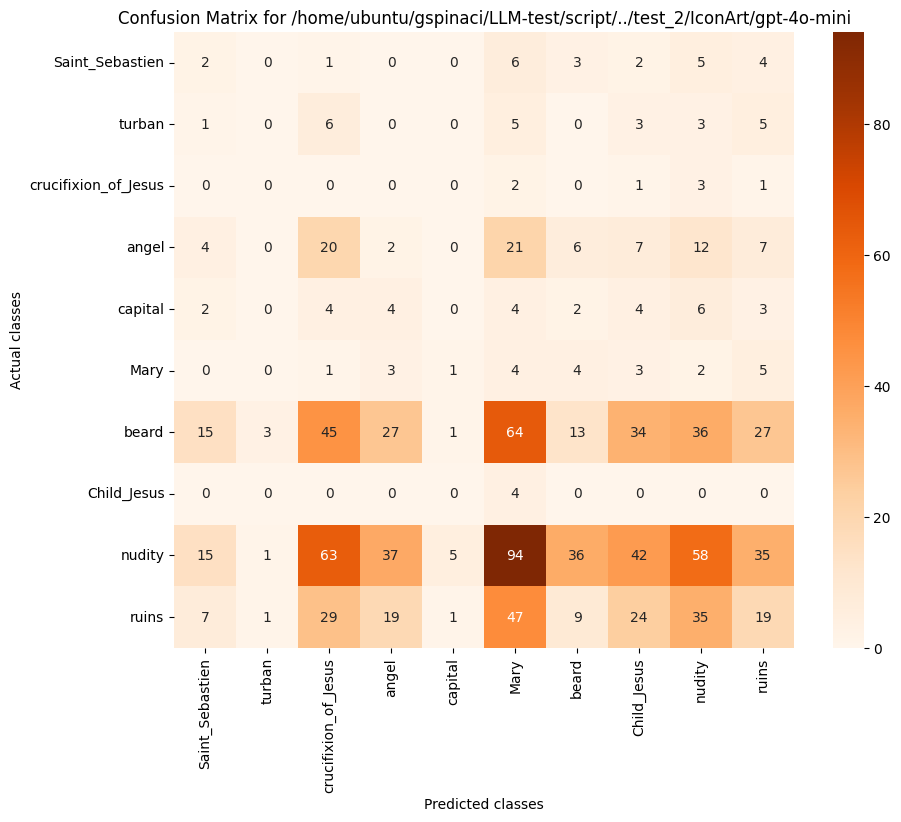 Confusion Matrix for /home/ubuntu/gspinaci/LLM-test/script/../test_2/IconArt/gpt-4o-mini
Actual classes
Saint_Sebastien 2 0 1 0 0 6 3 2 5 4
turban 1 0 6 0 0 5 0 3 3 5
crucifixion_of_Jesus 0 0 0 0 0 2 0 1 3 1
angel 4 0 20 2 0 21 6 7 12 7
capital 2 0 4 4 0 4 2 4 6 3
Mary 0 0 1 3 1 4 4 3 2 5
beard 15 3 45 27 1 64 13 34 36 27
Child_Jesus 0 0 0 0 0 4 0 0 0 0
nudity 15 1 63 37 5 94 36 42 58 35
ruins 7 1 29 19 1 47 9 24 35 19
Saint_Sebastien turban crucifixion_of_Jesus angel capital Mary beard Child_Jesus nudity ruins
Predicted classes
80
60
40
20
0